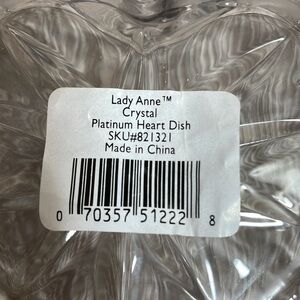 Lady Anne™
Crystal
Platinum Heart Dish
SKU#821321
Made in China
0 70357 51222 8